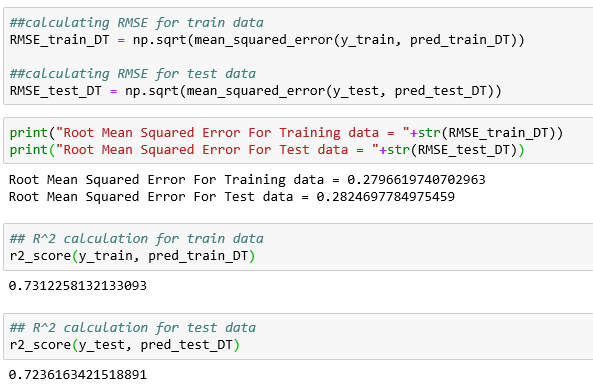 ##calculating RMSE for train data
RMSE_train_DT = np.sqrt(mean_squared_error(y_train, pred_train_DT))
##calculating RMSE for test data
RMSE_test_DT = np.sqrt(mean_squared_error(y_test, pred_test_DT))
print("Root Mean Squared Error For Training data = "+str(RMSE_train_DT))
print("Root Mean Squared Error For Test data = "+str(RMSE_test_DT))
Root Mean Squared Error For Training data = 0.2796619740702963
Root Mean Squared Error For Test data = 0.2824697784975459
## R^2 calculation for train data
r2_score(y_train, pred_train_DT)
0.7312258132133093
## R^2 calculation for test data
r2_score(y_test, pred_test_DT)
0.7236163421518891